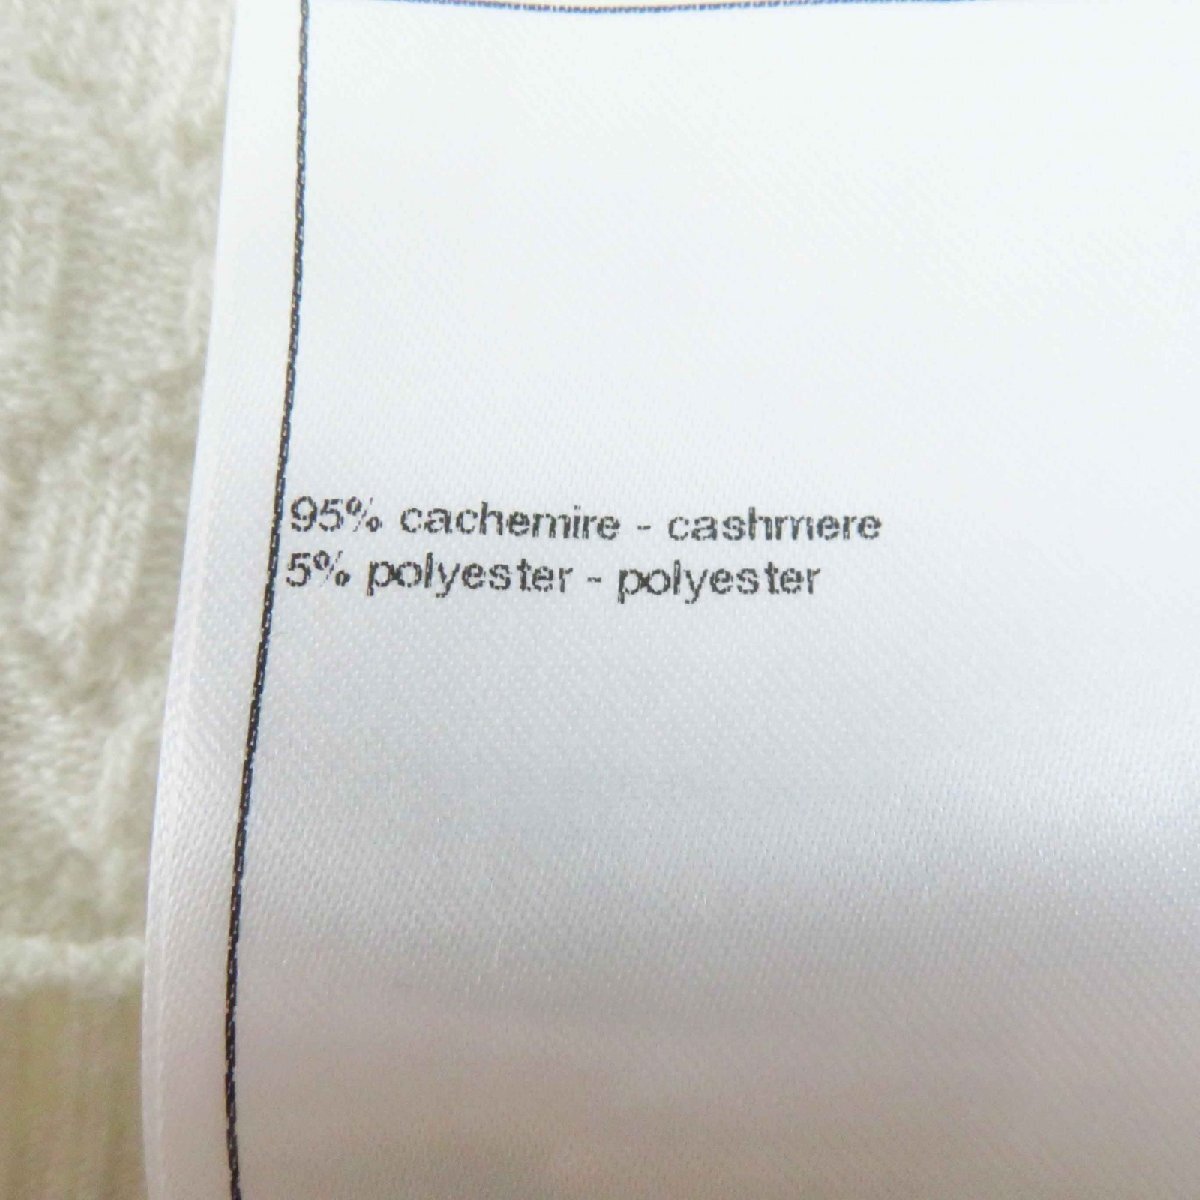 95% cachemire - cashmere
5% polyester - polyester